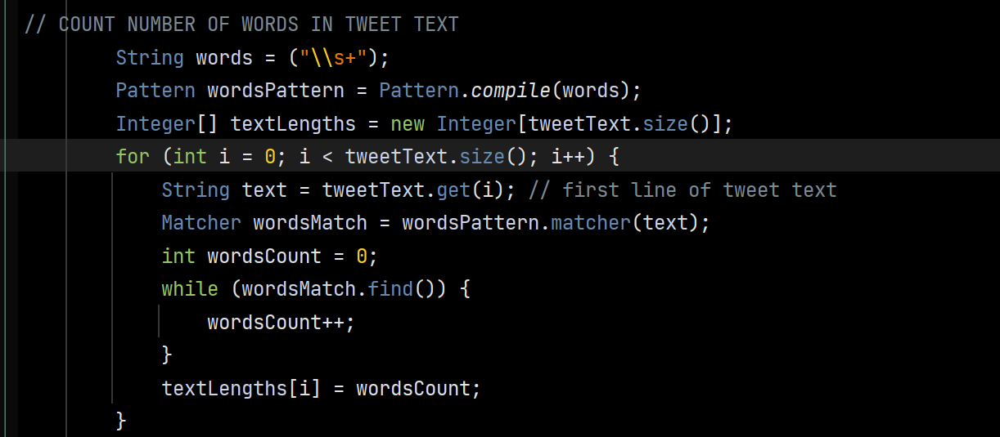 // COUNT NUMBER OF WORDS IN TWEET TEXT
String words = ("\\s+");
Pattern wordsPattern = Pattern.compile(words);
Integer[] textLengths = new Integer[tweetText.size()];
for (int i = 0; i < tweetText.size(); i++) {
String text = tweetText.get(i); // first line of tweet text
Matcher wordsMatch = wordsPattern.matcher(text);
int wordsCount = 0;
while (wordsMatch.find()) {
wordsCount++;
}
textLengths[i] = wordsCount;
}